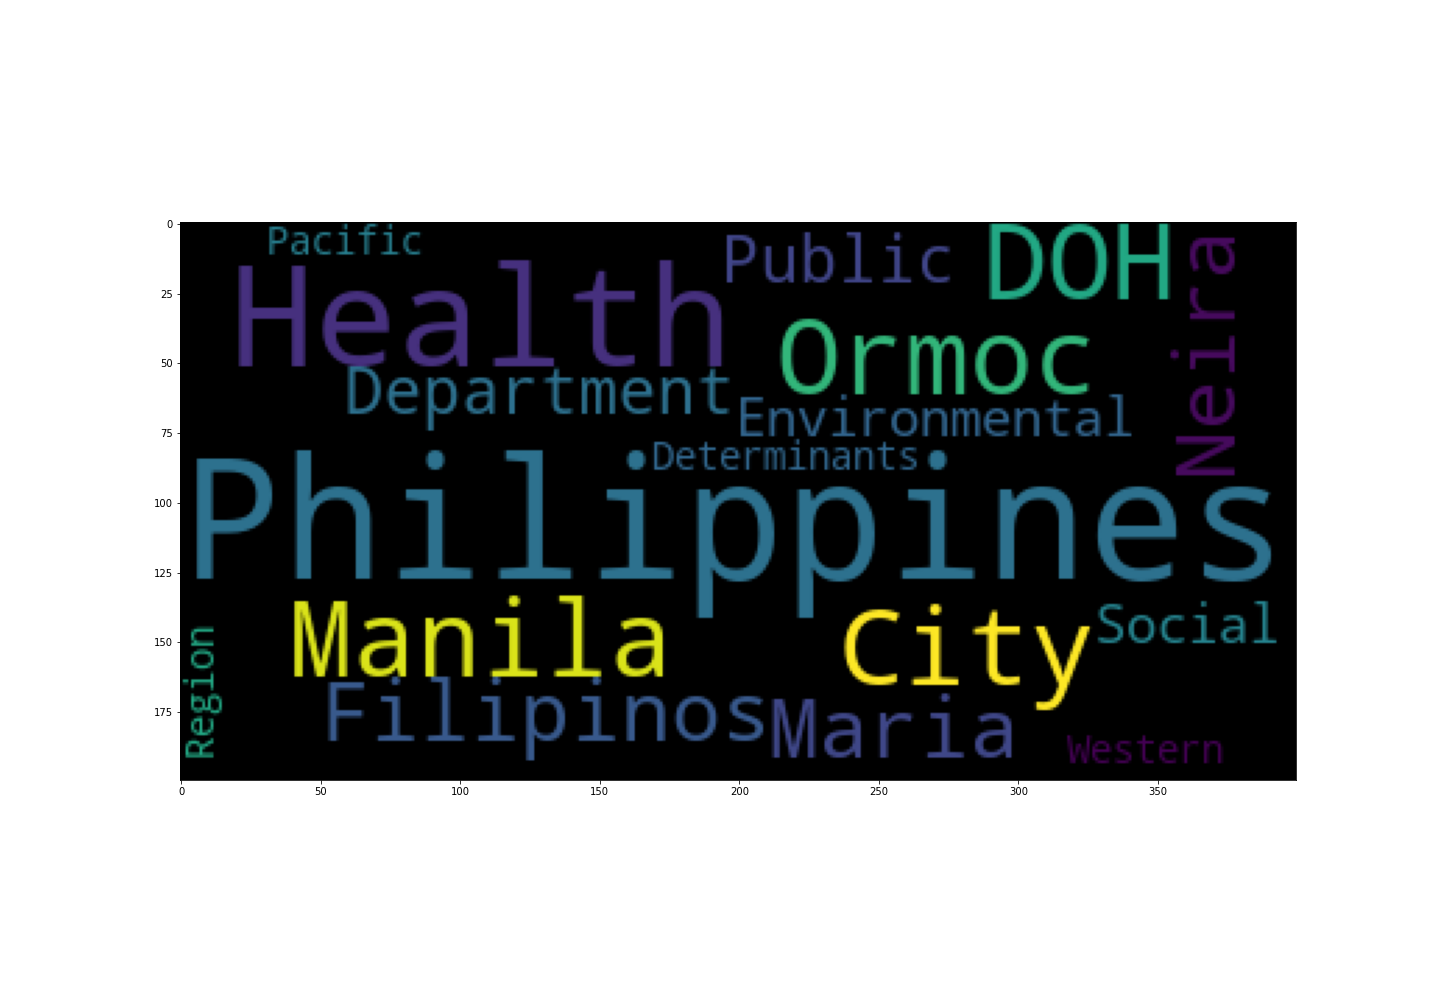 Pacific
Public
DOH
Neira
Health
Ormoc
Department
Environmental
Determinants
Philippines
Manila
City
Social
Region
Filipinos
Maria
Western
0
25
50
75
100
125
150
175
0 50 100 150 200 250 300 350